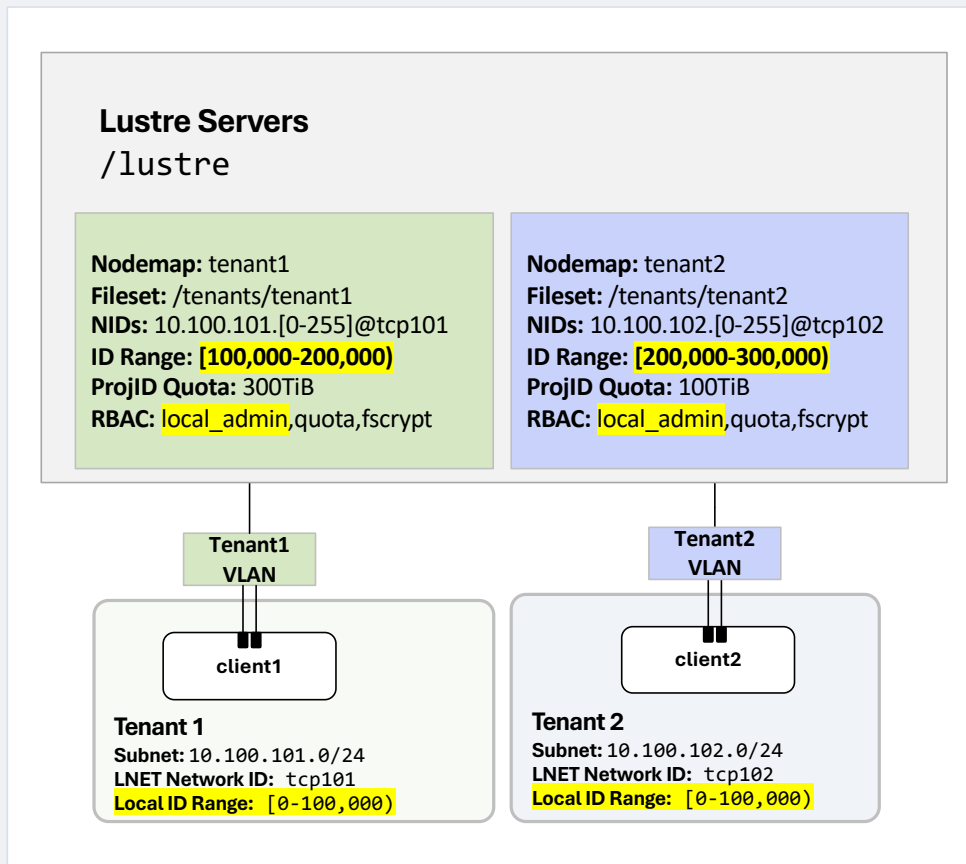 Lustre Servers
/lustre
Nodemap: tenant1
Fileset: /tenants/tenant1
NIDs: 10.100.101.[0-255]@tcp101
ID Range: [100,000-200,000)
ProjID Quota: 300TiB
RBAC: local_admin,quota,fscrypt
Nodemap: tenant2
Fileset: /tenants/tenant2
NIDs: 10.100.102.[0-255]@tcp102
ID Range: [200,000-300,000)
ProjID Quota: 100TiB
RBAC: local_admin,quota,fscrypt
Tenant1
VLAN
Tenant2
VLAN
client1
client2
Tenant 1
Subnet: 10.100.101.0/24
LNET Network ID: tcp101
Local ID Range: [0-100,000)
Tenant 2
Subnet: 10.100.102.0/24
LNET Network ID: tcp102
Local ID Range: [0-100,000)